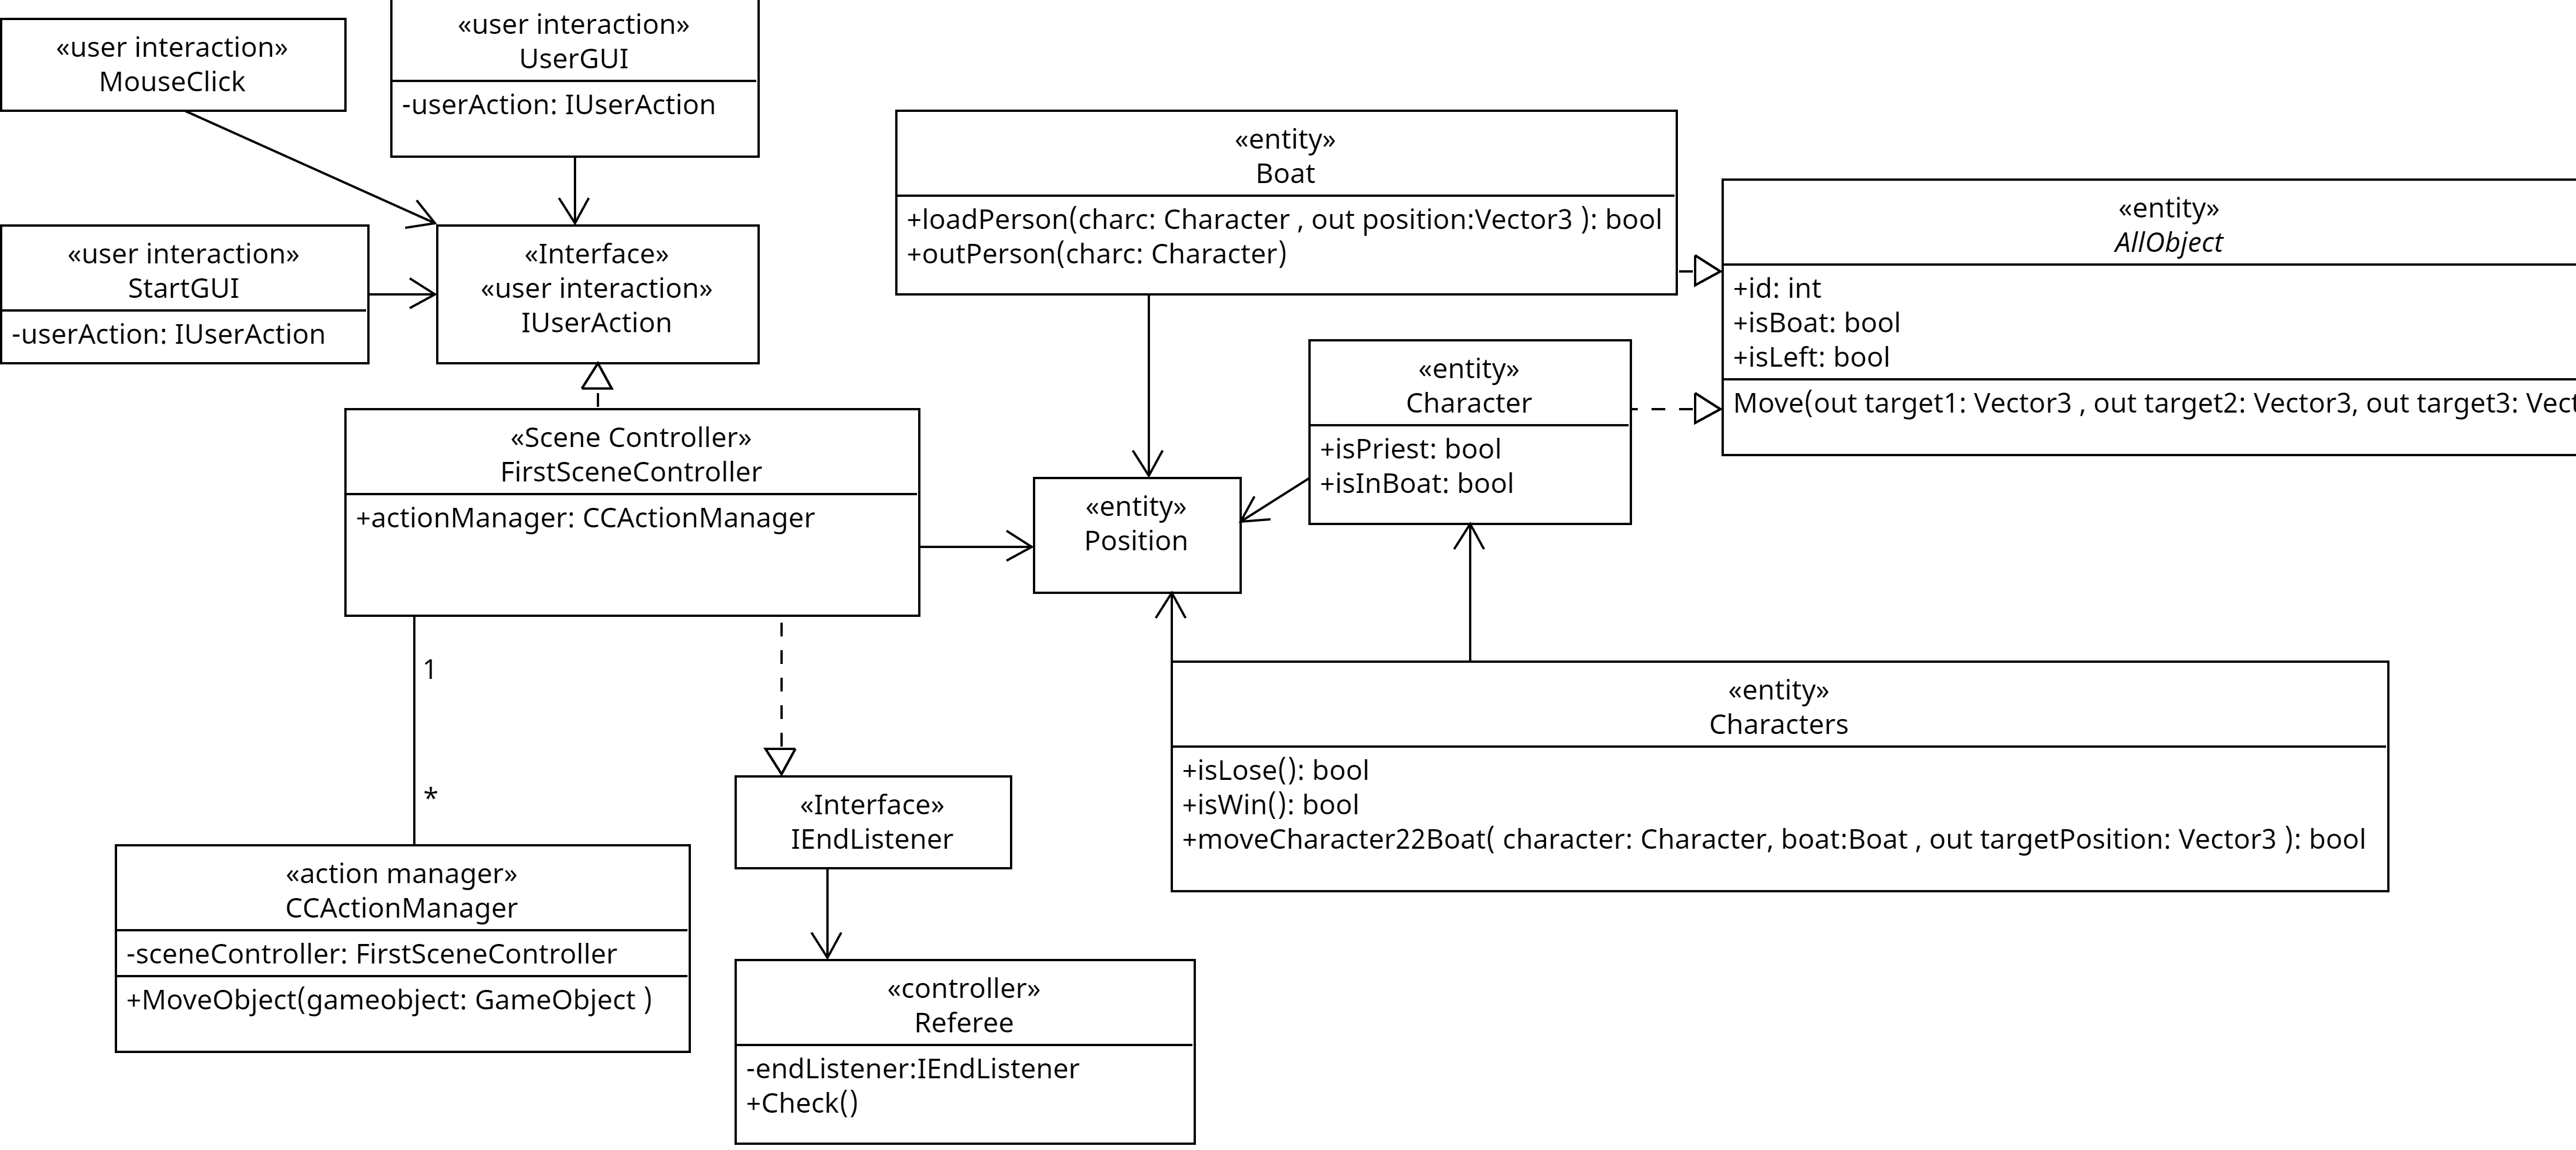 «user interaction»
MouseClick
«user interaction»
UserGUI
-userAction: IUserAction
«user interaction»
StartGUI
-userAction: IUserAction
«Interface»
«user interaction»
IUserAction
«entity»
Boat
+loadPerson(charc: Character , out position:Vector3 ): bool
+outPerson(charc: Character)
«entity»
AllObject
+id: int
+isBoat: bool
+isLeft: bool
Move(out target1: Vector3 , out target2: Vector3, out target3: Vect
«entity»
Character
+isPriest: bool
+isInBoat: bool
«Scene Controller»
FirstSceneController
+actionManager: CCActionManager
«entity»
Position
1
*
«entity»
Characters
+isLose(): bool
+isWin(): bool
+moveCharacter22Boat( character: Character, boat:Boat , out targetPosition: Vector3 ): bool
«Interface»
IEndListener
«action manager»
CCActionManager
-sceneController: FirstSceneController
+MoveObject(gameobject: GameObject )
«controller»
Referee
-endListener:IEndListener
+Check()